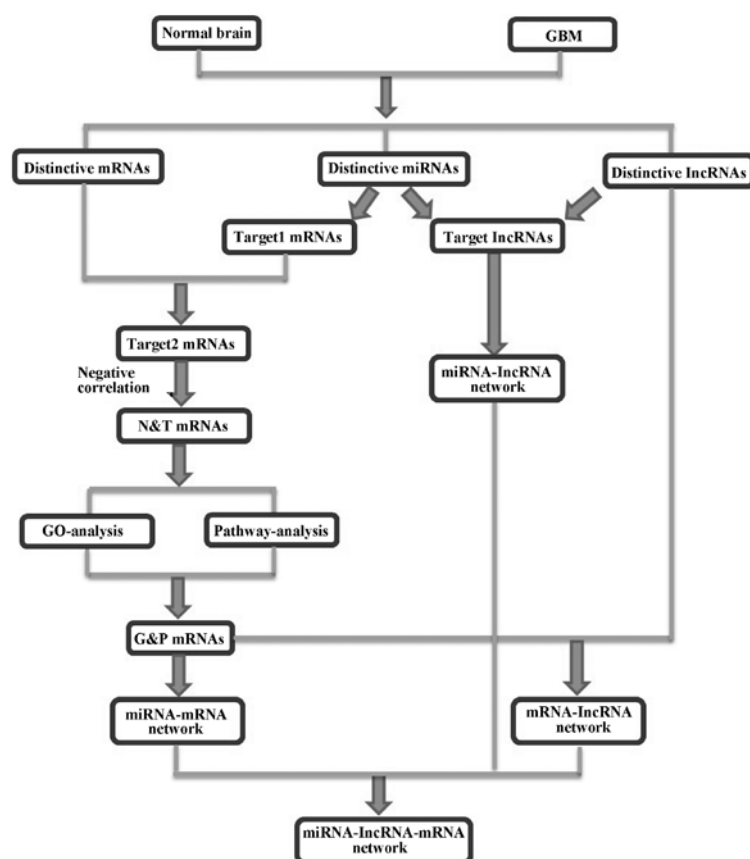 Normal brain
GBM
Distinctive mRNAs
Distinctive miRNAs
Distinctive lncRNAs
Target1 mRNAs
Target lncRNAs
Target2 mRNAs
Negative
correlation
miRNA-lncRNA
network
N&T mRNAs
GO-analysis
Pathway-analysis
G&P mRNAs
miRNA-mRNA
network
mRNA-lncRNA
network
miRNA-lncRNA-mRNA
network